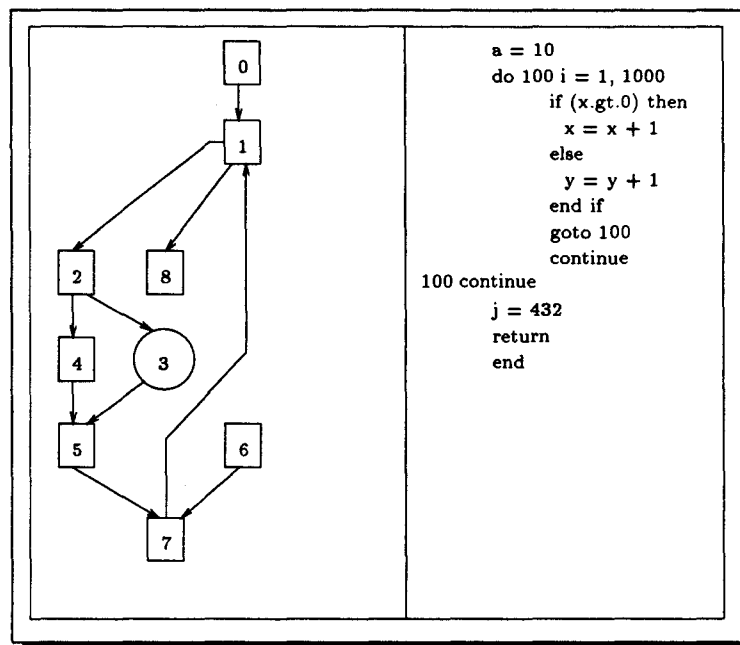 0
1
2
8
4
3
5
6
7
a = 10
do 100 i = 1, 1000
if (x.gt.0) then
x = x + 1
else
y = y + 1
end if
goto 100
continue
100 continue
j = 432
return
end